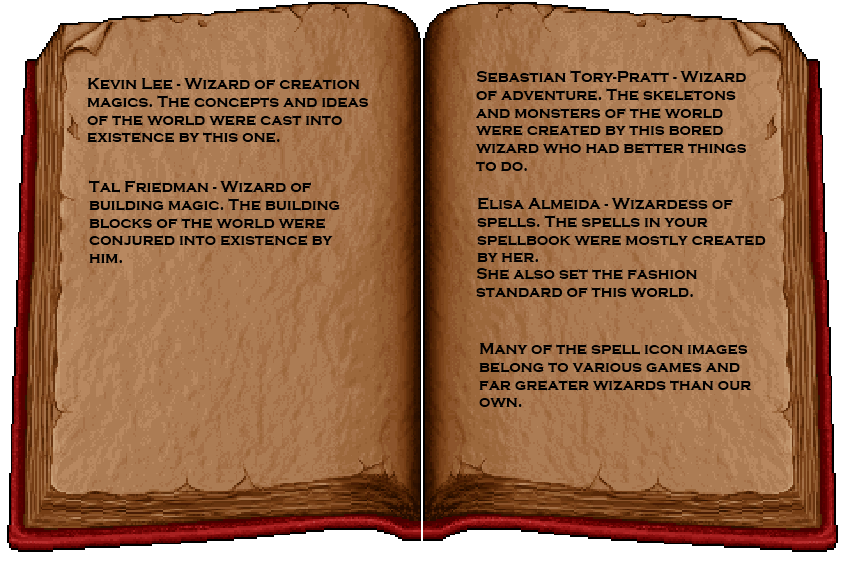 Kevin Lee - Wizard of creation
magics. The concepts and ideas
of the world were cast into
existence by this one.
Tal Friedman - Wizard of
building magic. The building
blocks of the world were
conjured into existence by
him.
Sebastian Tory-Pratt - Wizard
of adventure. The skeletons
and monsters of the world
were created by this bored
wizard who had better things
to do.
Elisa Almeida - Wizardess of
spells. The spells in your
spellbook were mostly created
by her.
She also set the fashion
standard of this world.
Many of the spell icon images
belong to various games and
far greater wizards than our
own.